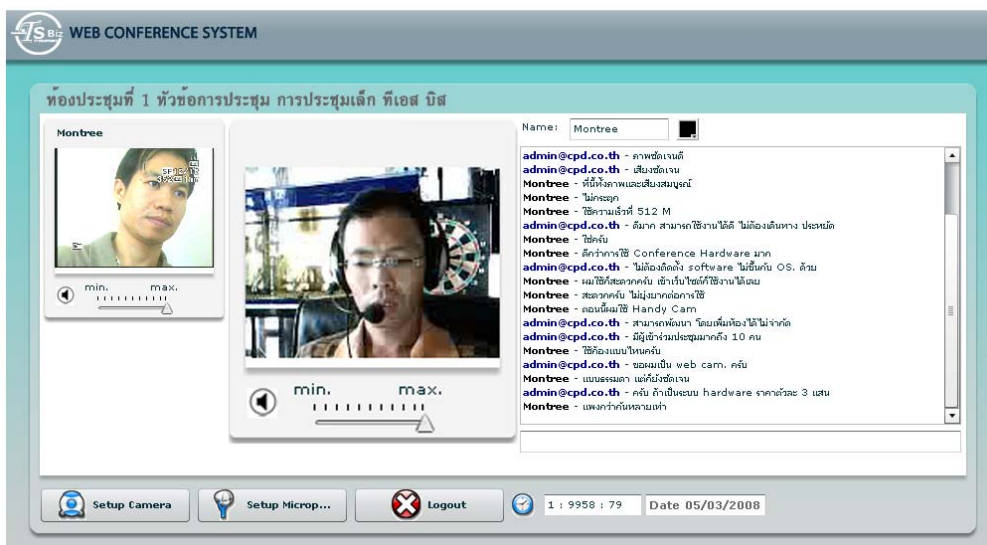 TS Biz WEB CONFERENCE SYSTEM
ท้องประชุมที่ 1 หัวข้อการประชุม การประชุมเล็ก ทีเอส บิส
Montree
min. max.
min. max.
Name: Montree
admin@cpd.co.th - ภาพชัดเจนดี
admin@cpd.co.th - เสียงชัดเจน
Montree - ที่นี้ทั้งภาพและเสียงสมบูรณ์
Montree - ไม่กระตุก
Montree - ใช้ความเร็วที่ 512 M
admin@cpd.co.th - ดีมาก สามารถใช้งานได้ดี ไม่ต้องเดินทาง ประหยัด
Montree - ใช่ครับ
Montree - ดีกว่าการใช้ Conference Hardware มาก
admin@cpd.co.th - ไม่ต้องติดตั้ง software ไม่ขึ้นกับ OS. ด้วย
Montree - ผมใช้ก็สะดวกครับ เข้าเว็บไซต์ก็ใช้งานได้เลย
Montree - สะดวกครับ ไม่ยุ่งยากต่อการใช้
Montree - ตอนนี้ผมใช้ Handy Cam
admin@cpd.co.th - สามารถพัฒนา โดยเพิ่มห้องได้ไม่จำกัด
admin@cpd.co.th - มีผู้เข้าร่วมประชุมมากถึง 10 คน
Montree - ใช้กล้องแบบไหนครับ
admin@cpd.co.th - ของผมเป็น web cam. ครับ
Montree - แบบธรรมดา แต่ก็ยังชัดเจน
admin@cpd.co.th - ครับ ถ้าเป็นระบบ hardware ราคาตัวละ 3 แสน
Montree - แพงกว่ากันหลายเท่า
Setup Camera Setup Microp... Logout 1 : 9958 : 79 Date 05/03/2008